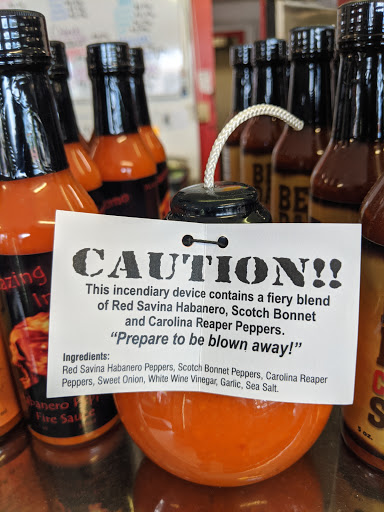 CAUTION!!
This incendiary device contains a fiery blend
of Red Savina Habanero, Scotch Bonnet
and Carolina Reaper Peppers.
"Prepare to be blown away!"
Ingredients:
Red Savina Habanero Peppers, Scotch Bonnet Peppers, Carolina Reaper
Peppers, Sweet Onion, White Wine Vinegar, Garlic, Sea Salt.
Fire Sauce